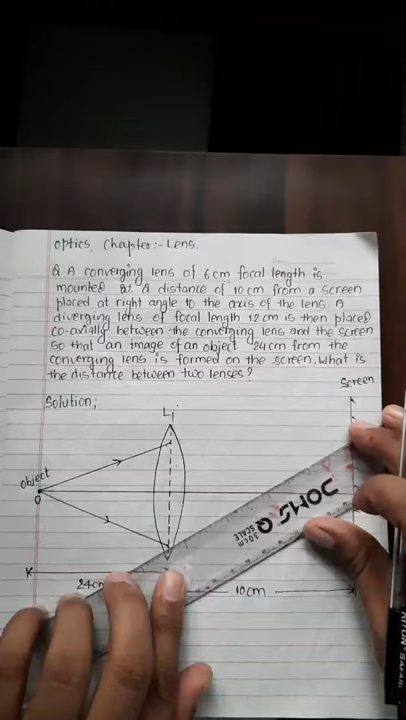 Optics, Chapter:- Lens.
Q A converging lens of 6cm focal length is
mounted at a distance of 10cm from a screen
placed at right angle to the axis of the lens. A
diverging lens of focal length 12cm is then placed
co-axially between the converging lens and the screen
so that an image of an object 24cm from the
converging lens is formed on the screen. What is
the distance between two lenses?
Screen
Solution;
L1
Object
O
DOMS Q
30cm
SCALE
24cm
10cm